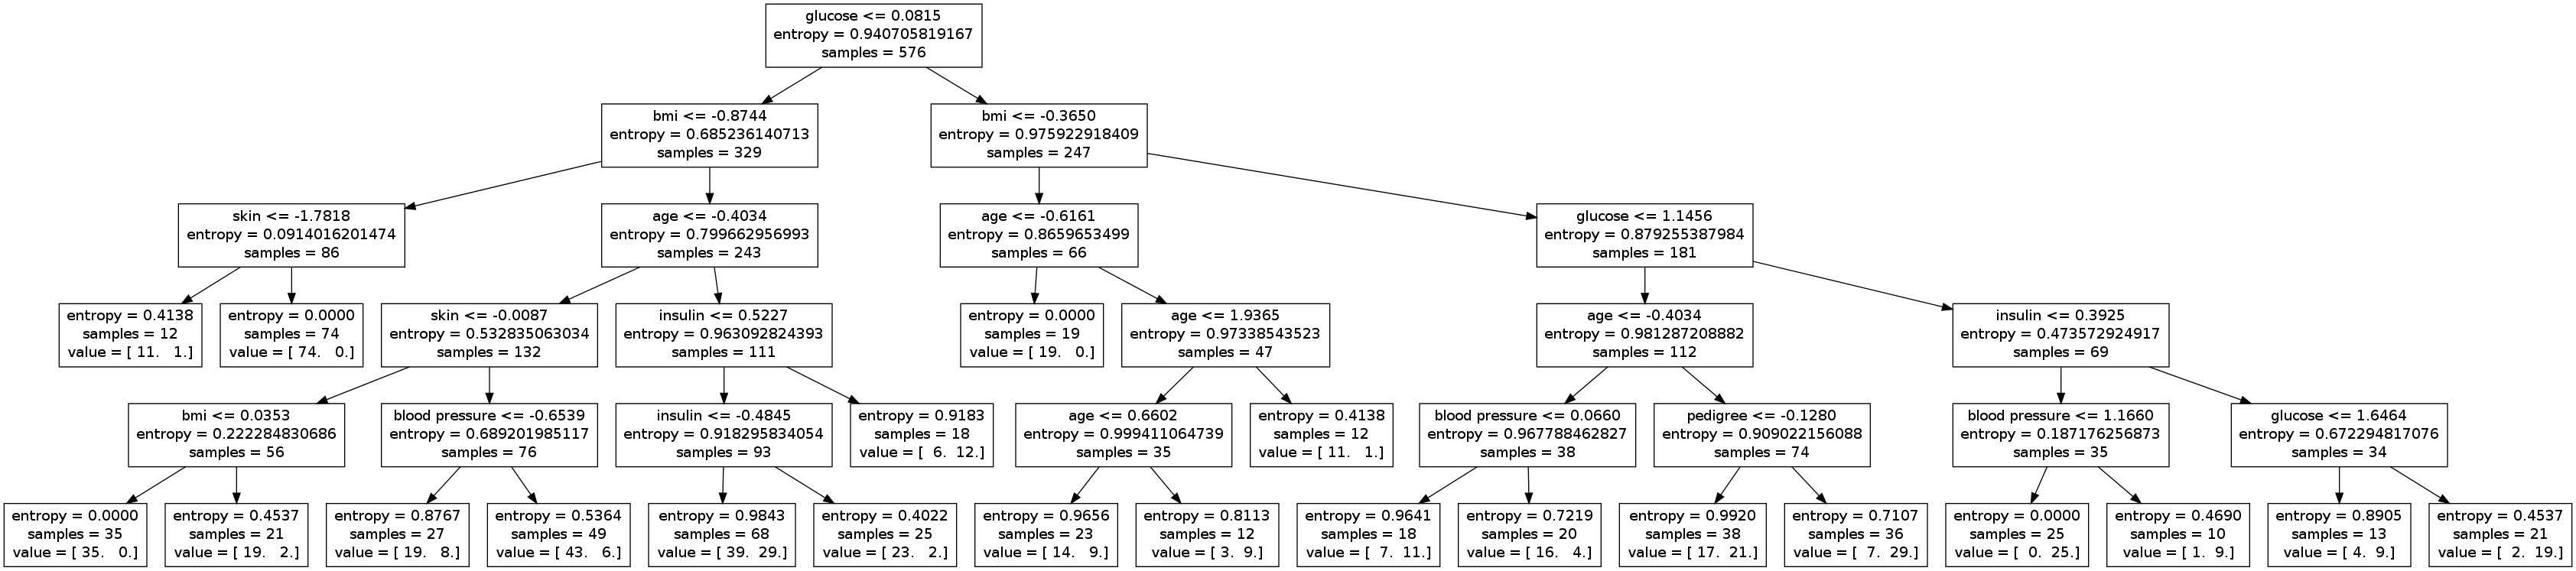 glucose <= 0.0815
entropy = 0.940705819167
samples = 576
bmi <= -0.8744
entropy = 0.685236140713
samples = 329
bmi <= -0.3650
entropy = 0.975922918409
samples = 247
skin <= -1.7818
entropy = 0.0914016201474
samples = 86
age <= -0.4034
entropy = 0.799662956993
samples = 243
age <= -0.6161
entropy = 0.8659653499
samples = 66
glucose <= 1.1456
entropy = 0.879255387984
samples = 181
entropy = 0.4138
samples = 12
value = [ 11.   1.]
entropy = 0.0000
samples = 74
value = [ 74.   0.]
skin <= -0.0087
entropy = 0.532835063034
samples = 132
insulin <= 0.5227
entropy = 0.963092824393
samples = 111
entropy = 0.0000
samples = 19
value = [ 19.   0.]
age <= 1.9365
entropy = 0.97338543523
samples = 47
age <= -0.4034
entropy = 0.981287208882
samples = 112
insulin <= 0.3925
entropy = 0.473572924917
samples = 69
bmi <= 0.0353
entropy = 0.222284830686
samples = 56
blood pressure <= -0.6539
entropy = 0.689201985117
samples = 76
insulin <= -0.4845
entropy = 0.918295834054
samples = 93
entropy = 0.9183
samples = 18
value = [  6.  12.]
age <= 0.6602
entropy = 0.999411064739
samples = 35
entropy = 0.4138
samples = 12
value = [ 11.   1.]
blood pressure <= 0.0660
entropy = 0.967788462827
samples = 38
pedigree <= -0.1280
entropy = 0.909022156088
samples = 74
blood pressure <= 1.1660
entropy = 0.187176256873
samples = 35
glucose <= 1.6464
entropy = 0.672294817076
samples = 34
entropy = 0.0000
samples = 35
value = [ 35.   0.]
entropy = 0.4537
samples = 21
value = [ 19.   2.]
entropy = 0.8767
samples = 27
value = [ 19.   8.]
entropy = 0.5364
samples = 49
value = [ 43.   6.]
entropy = 0.9843
samples = 68
value = [ 39.  29.]
entropy = 0.4022
samples = 25
value = [ 23.   2.]
entropy = 0.9656
samples = 23
value = [ 14.   9.]
entropy = 0.8113
samples = 12
value = [ 3.  9.]
entropy = 0.9641
samples = 18
value = [  7.  11.]
entropy = 0.7219
samples = 20
value = [ 16.   4.]
entropy = 0.9920
samples = 38
value = [ 17.  21.]
entropy = 0.7107
samples = 36
value = [  7.  29.]
entropy = 0.0000
samples = 25
value = [  0.  25.]
entropy = 0.4690
samples = 10
value = [ 1.  9.]
entropy = 0.8905
samples = 13
value = [ 4.  9.]
entropy = 0.4537
samples = 21
value = [  2.  19.]